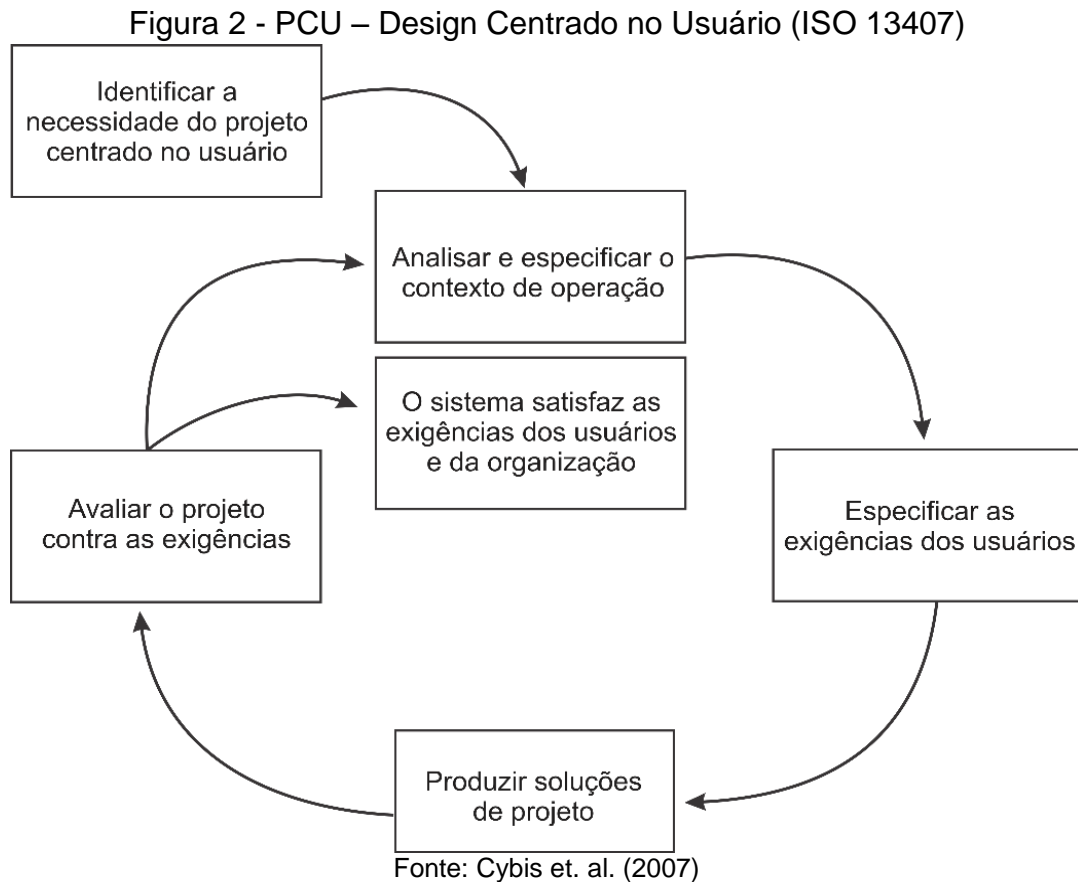 Figura 2 - PCU – Design Centrado no Usuário (ISO 13407)
Identificar a
necessidade do projeto
centrado no usuário
Analisar e especificar o
contexto de operação
O sistema satisfaz as
exigências dos usuários
e da organização
Avaliar o projeto
contra as exigências
Especificar as
exigências dos usuários
Produzir soluções
de projeto
Fonte: Cybis et. al. (2007)